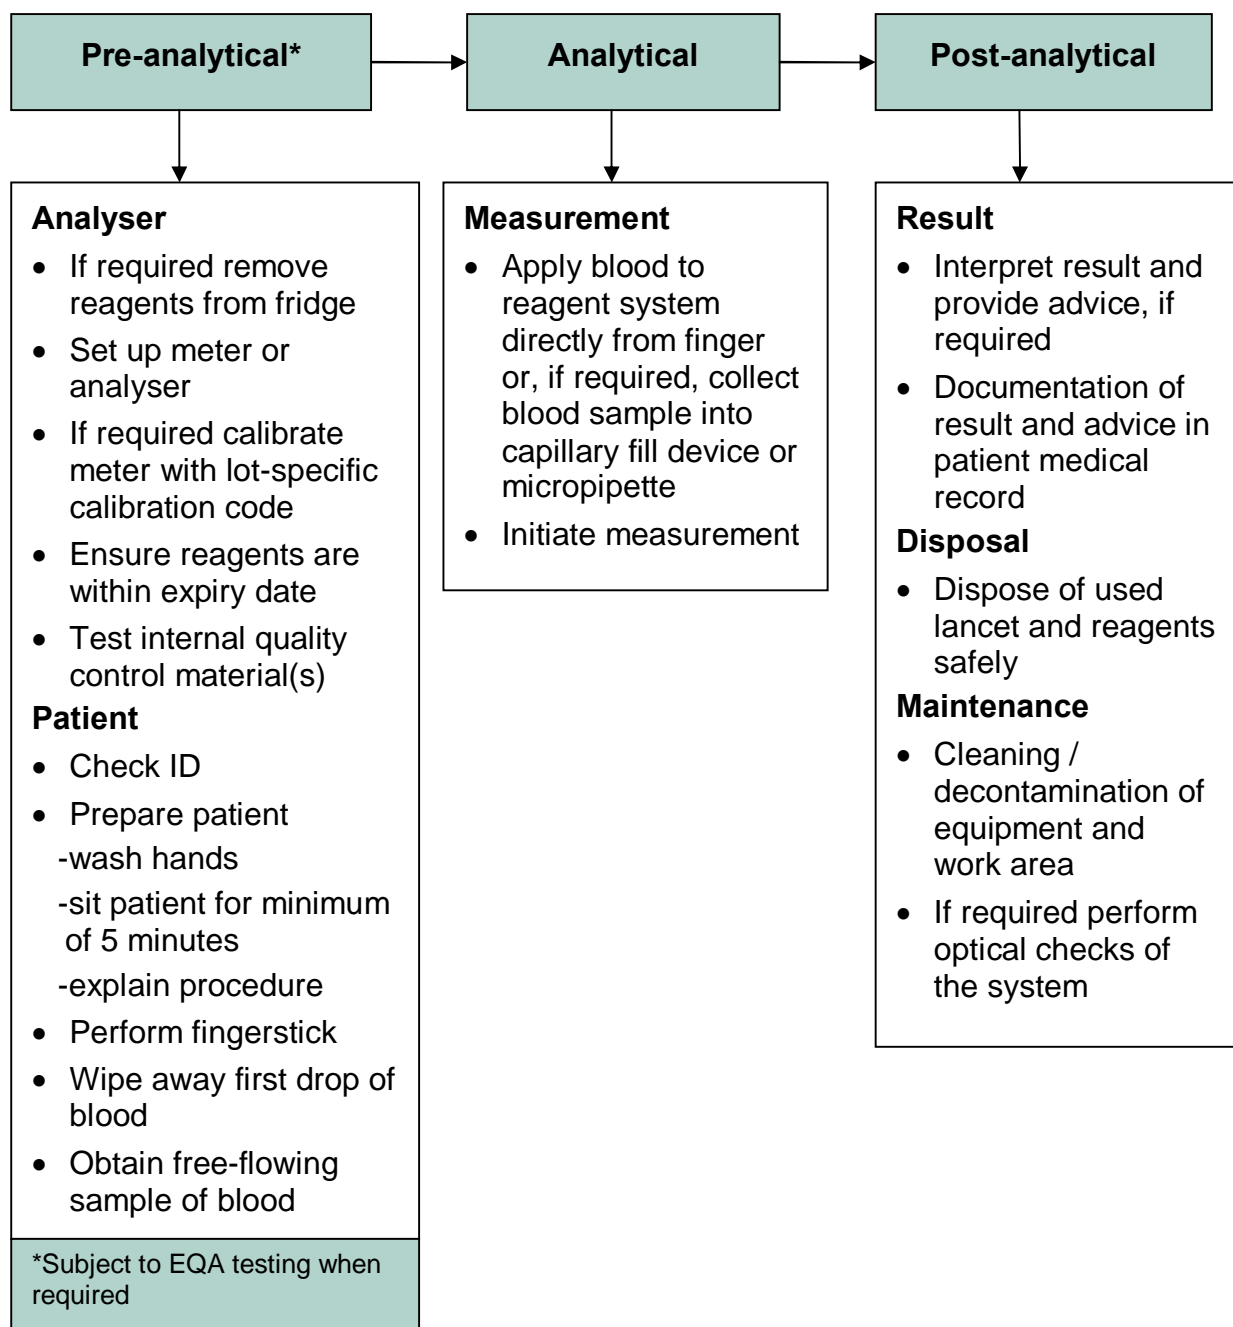 Pre-analytical*
Analytical
Post-analytical
Analyser
• If required remove
reagents from fridge
• Set up meter or
analyser
• If required calibrate
meter with lot-specific
calibration code
• Ensure reagents are
within expiry date
• Test internal quality
control material(s)
Patient
• Check ID
• Prepare patient
-wash hands
-sit patient for minimum
of 5 minutes
-explain procedure
• Perform fingerstick
• Wipe away first drop of
blood
• Obtain free-flowing
sample of blood
*Subject to EQA testing when
required
Measurement
• Apply blood to
reagent system
directly from finger
or, if required, collect
blood sample into
capillary fill device or
micropipette
• Initiate measurement
Result
• Interpret result and
provide advice, if
required
• Documentation of
result and advice in
patient medical
record
Disposal
• Dispose of used
lancet and reagents
safely
Maintenance
• Cleaning /
decontamination of
equipment and
work area
• If required perform
optical checks of
the system